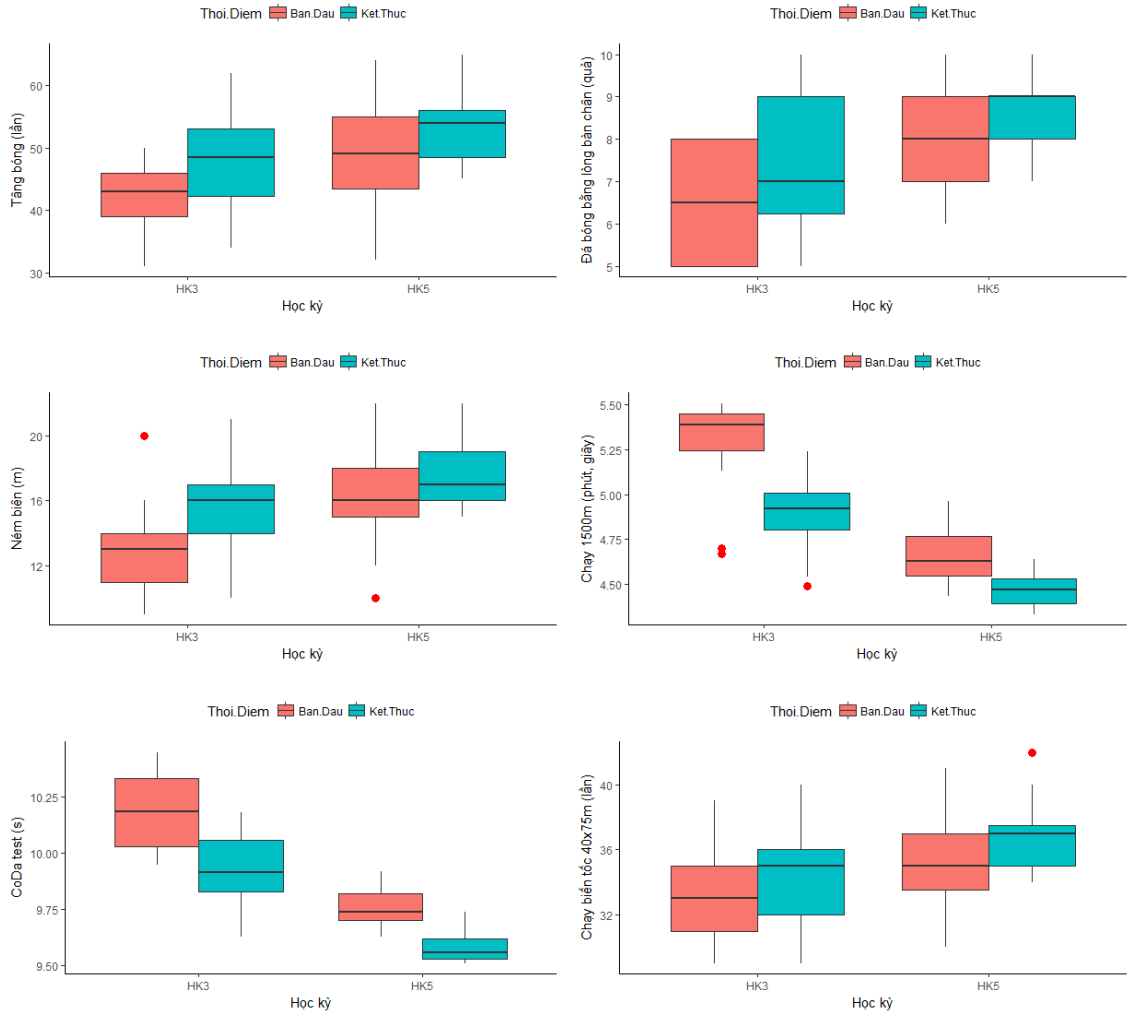 Thoi.Diem Ban.Dau Ket.Thuc
Tâng bóng (lần)
60
50
40
30
HK3 HK5
Học kỳ
Thoi.Diem Ban.Dau Ket.Thuc
Đá bóng bằng lòng bàn chân (quả)
10
9
8
7
6
5
HK3 HK5
Học kỳ
Thoi.Diem Ban.Dau Ket.Thuc
Ném biên (m)
20
16
12
HK3 HK5
Học kỳ
Thoi.Diem Ban.Dau Ket.Thuc
Chạy 1500m (phút, giây)
5.50
5.25
5.00
4.75
4.50
HK3 HK5
Học kỳ
Thoi.Diem Ban.Dau Ket.Thuc
CoDa test (s)
10.25
10.00
9.75
9.50
HK3 HK5
Học kỳ
Thoi.Diem Ban.Dau Ket.Thuc
Chạy biến tốc 40x75m (lần)
40
36
32
HK3 HK5
Học kỳ